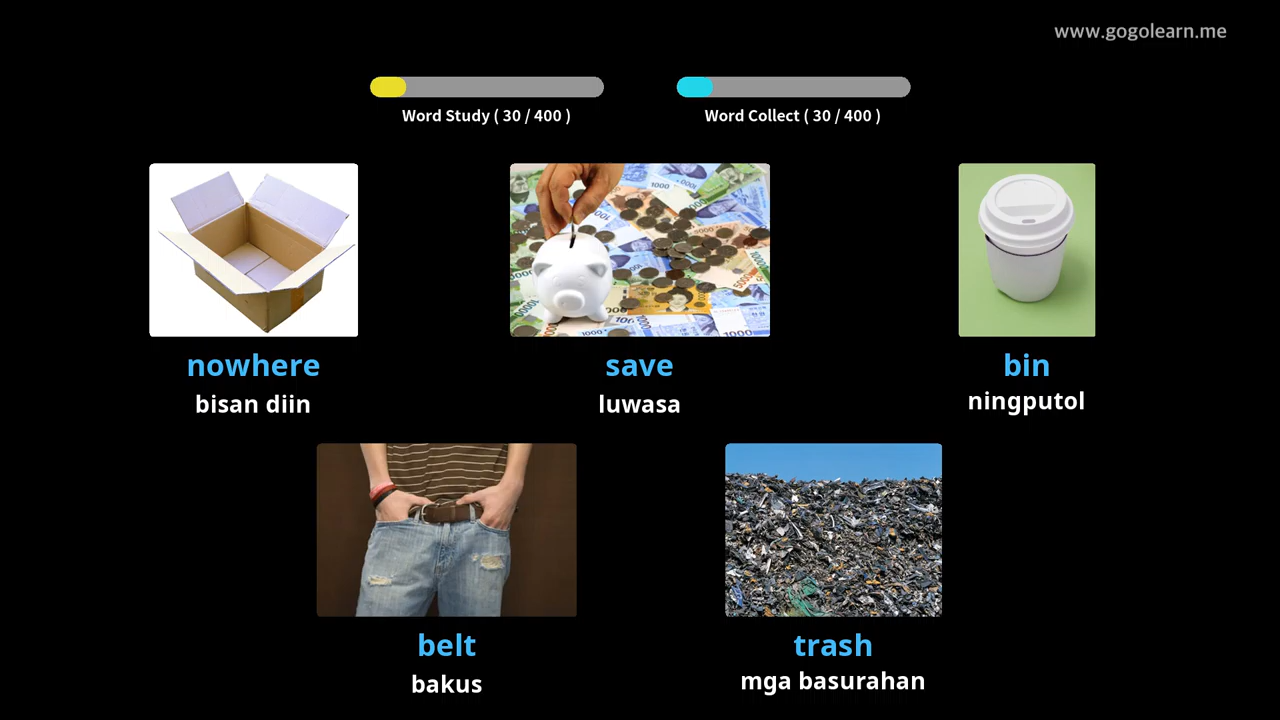 www.gogolearn.me
Word Study ( 30 / 400 )
Word Collect ( 30 / 400 )
nowhere
bisan diin
save
luwasa
bin
ningputol
belt
bakus
trash
mga basurahan